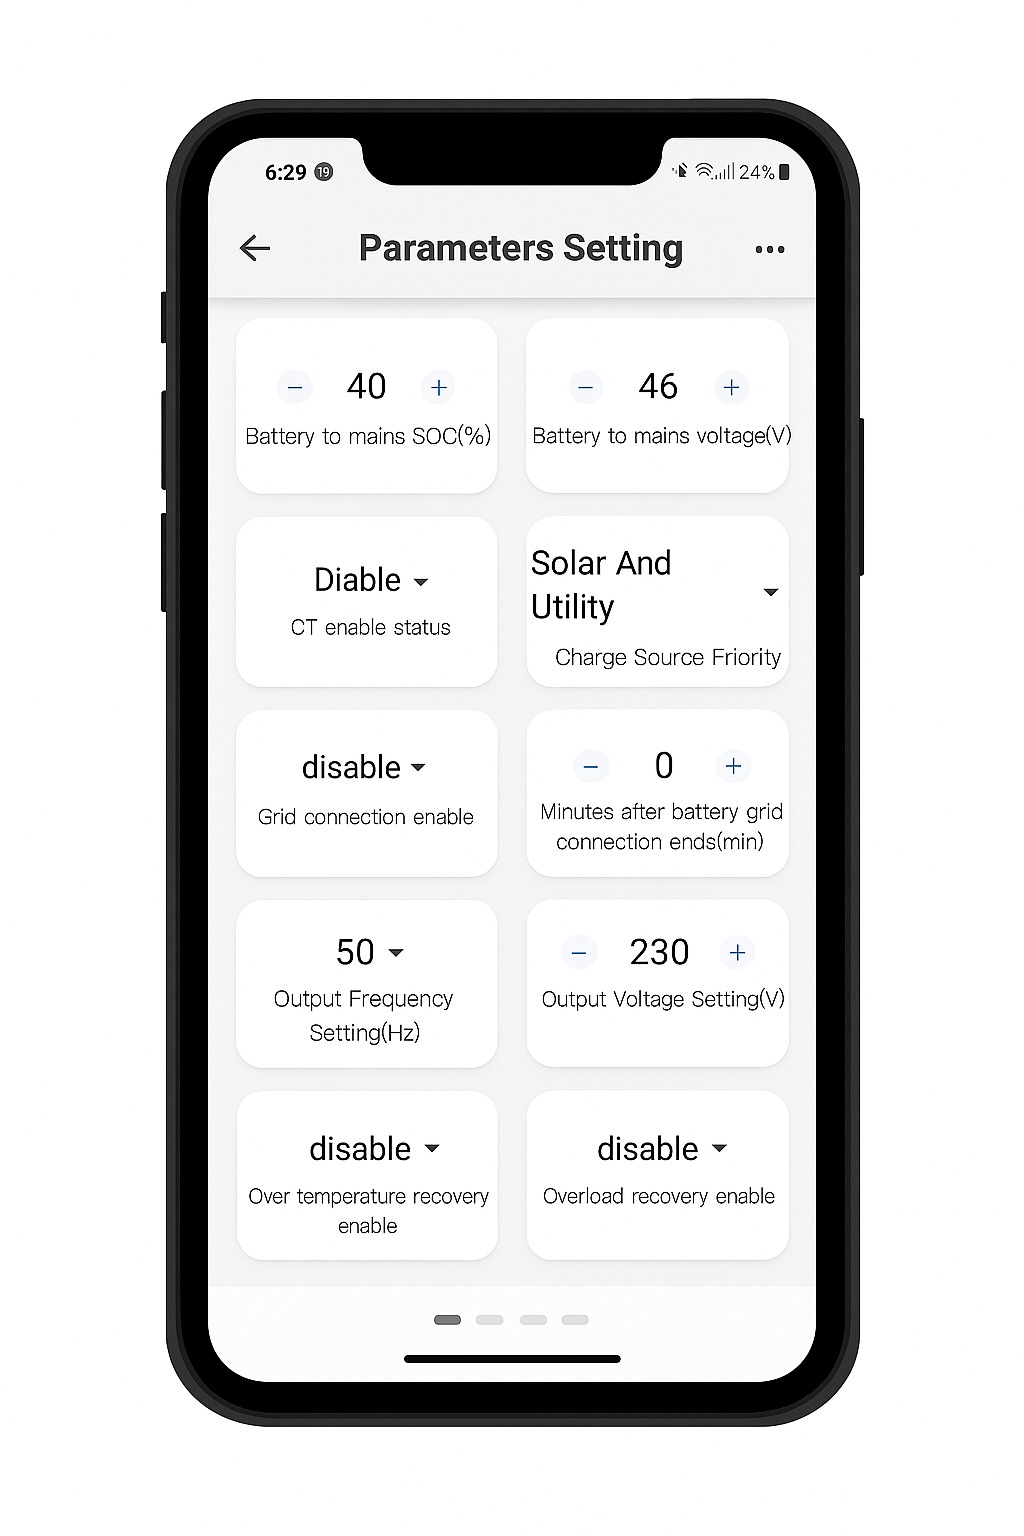 6:29 19 24%
Parameters Setting
− 40 +
Battery to mains SOC(%)
− 46 +
Battery to mains voltage(V)
Diable
CT enable status
Solar And
Utility
Charge Source Friority
disable
Grid connection enable
− 0 +
Minutes after battery grid
connection ends(min)
50
Output Frequency
Setting(Hz)
− 230 +
Output Voltage Setting(V)
disable
Over temperature recovery
enable
disable
Overload recovery enable